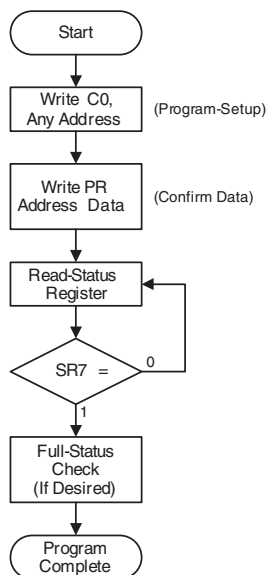 Start
Write C0,
Any Address
(Program-Setup)
Write PR
Address Data
(Confirm Data)
Read-Status
Register
SR7 =
0
1
Full-Status
Check
(If Desired)
Program
Complete